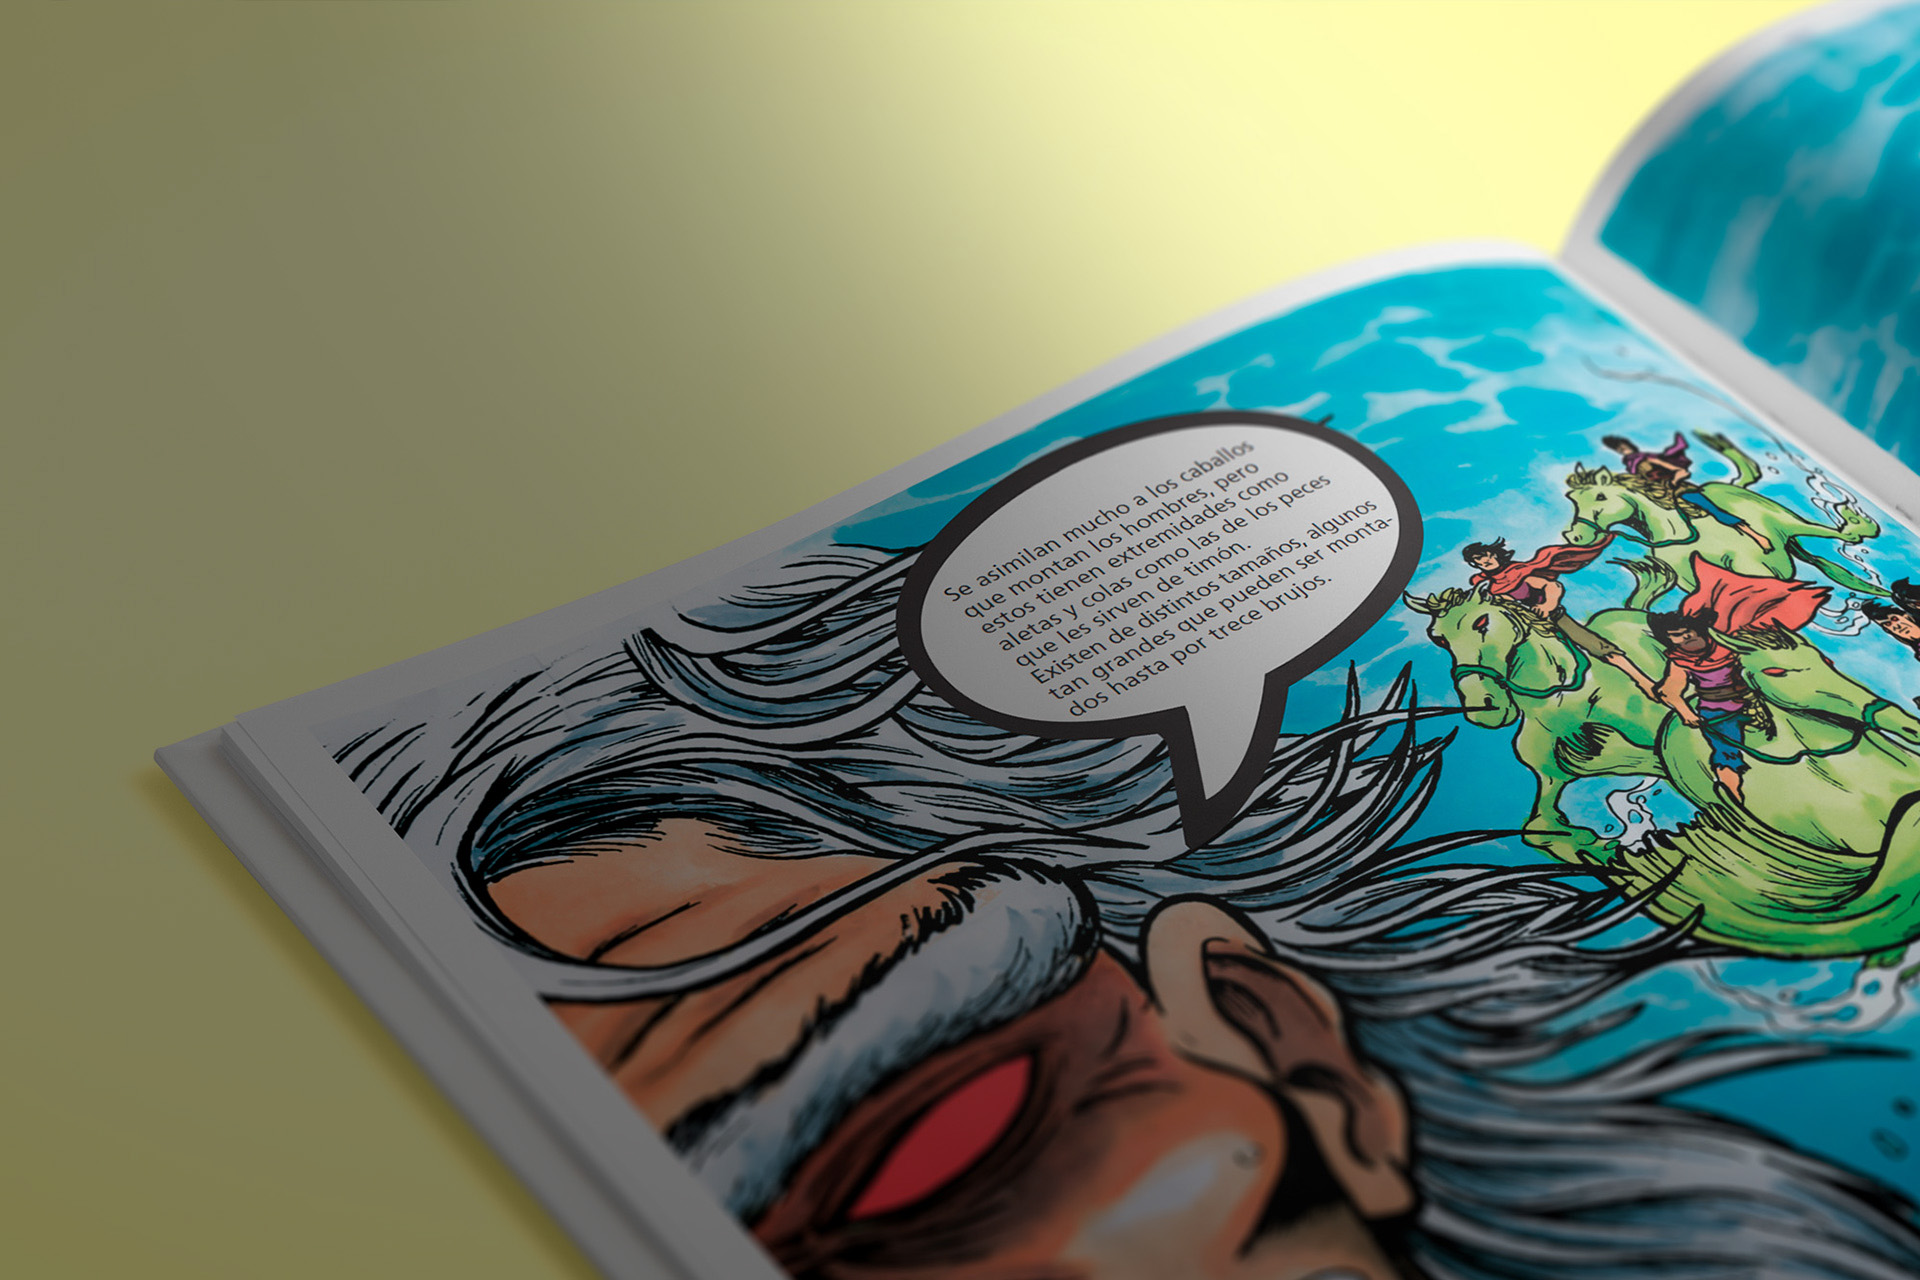 Se asimilan mucho a los caballos
que montan los hombres, pero
estos tienen extremidades como
aletas y colas como las de los peces
que les sirven de timón.
Existen de distintos tamaños, algunos
tan grandes que pueden ser monta-
dos hasta por trece brujos.